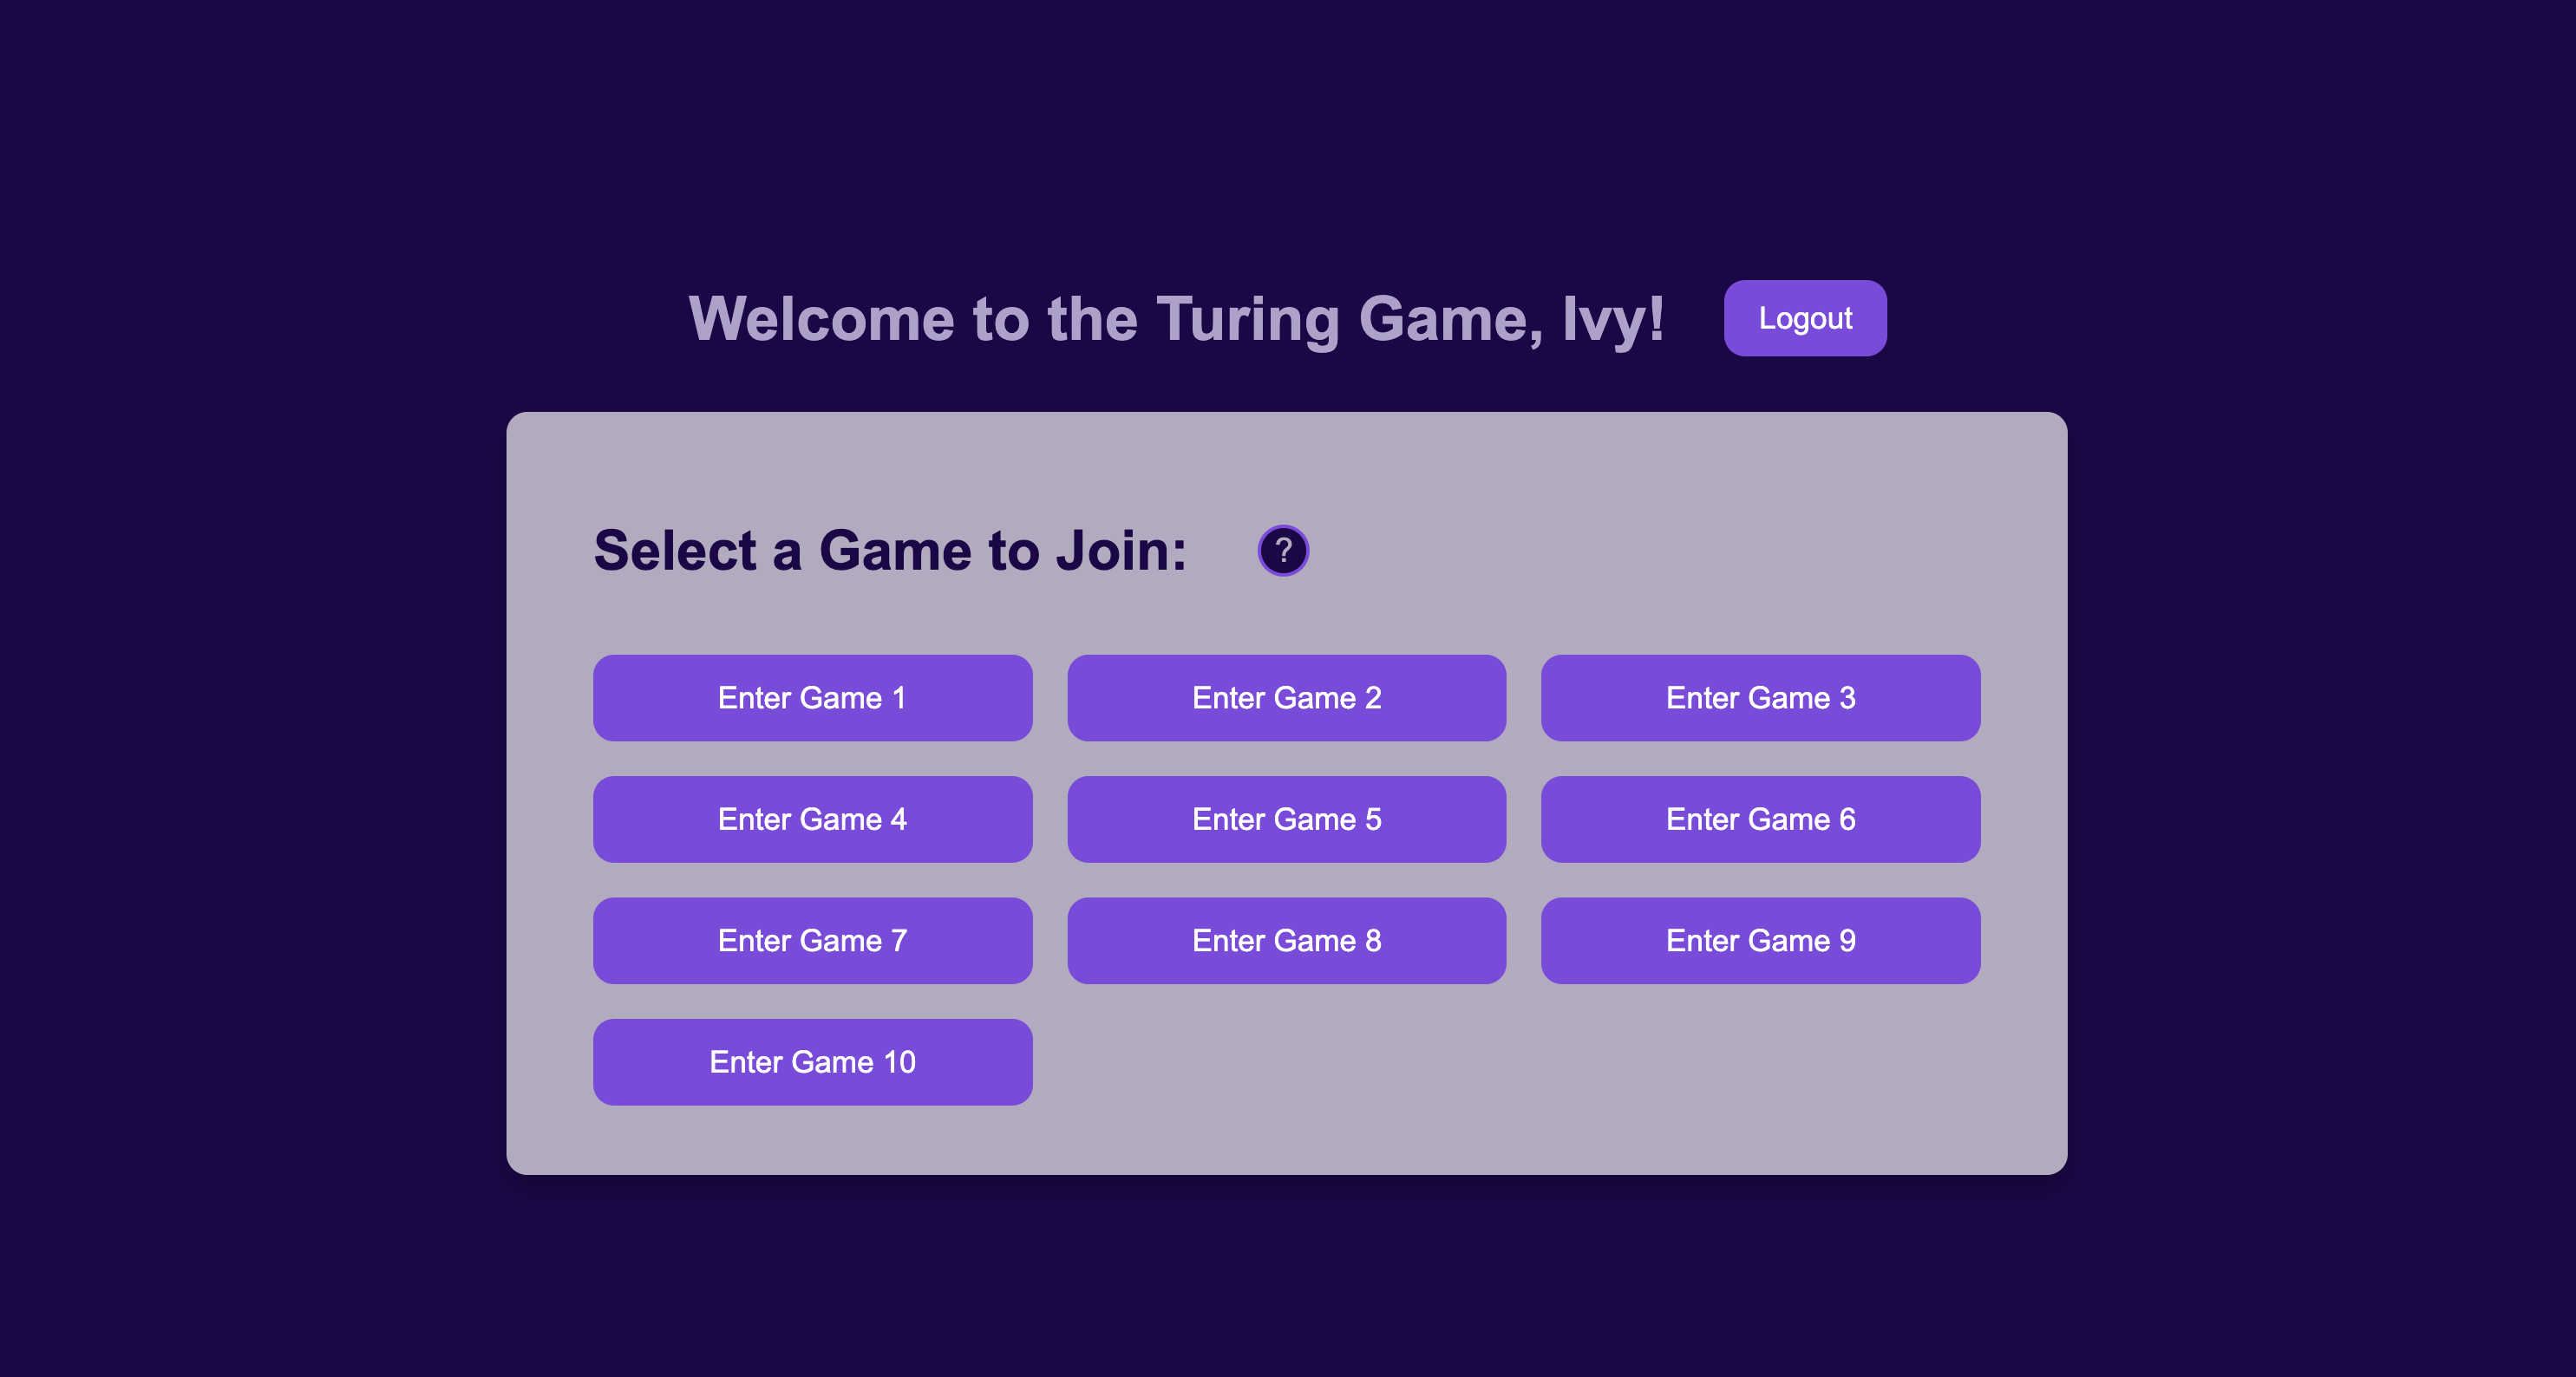 Welcome to the Turing Game, Ivy!
Logout
Select a Game to Join:
?
Enter Game 1
Enter Game 2
Enter Game 3
Enter Game 4
Enter Game 5
Enter Game 6
Enter Game 7
Enter Game 8
Enter Game 9
Enter Game 10